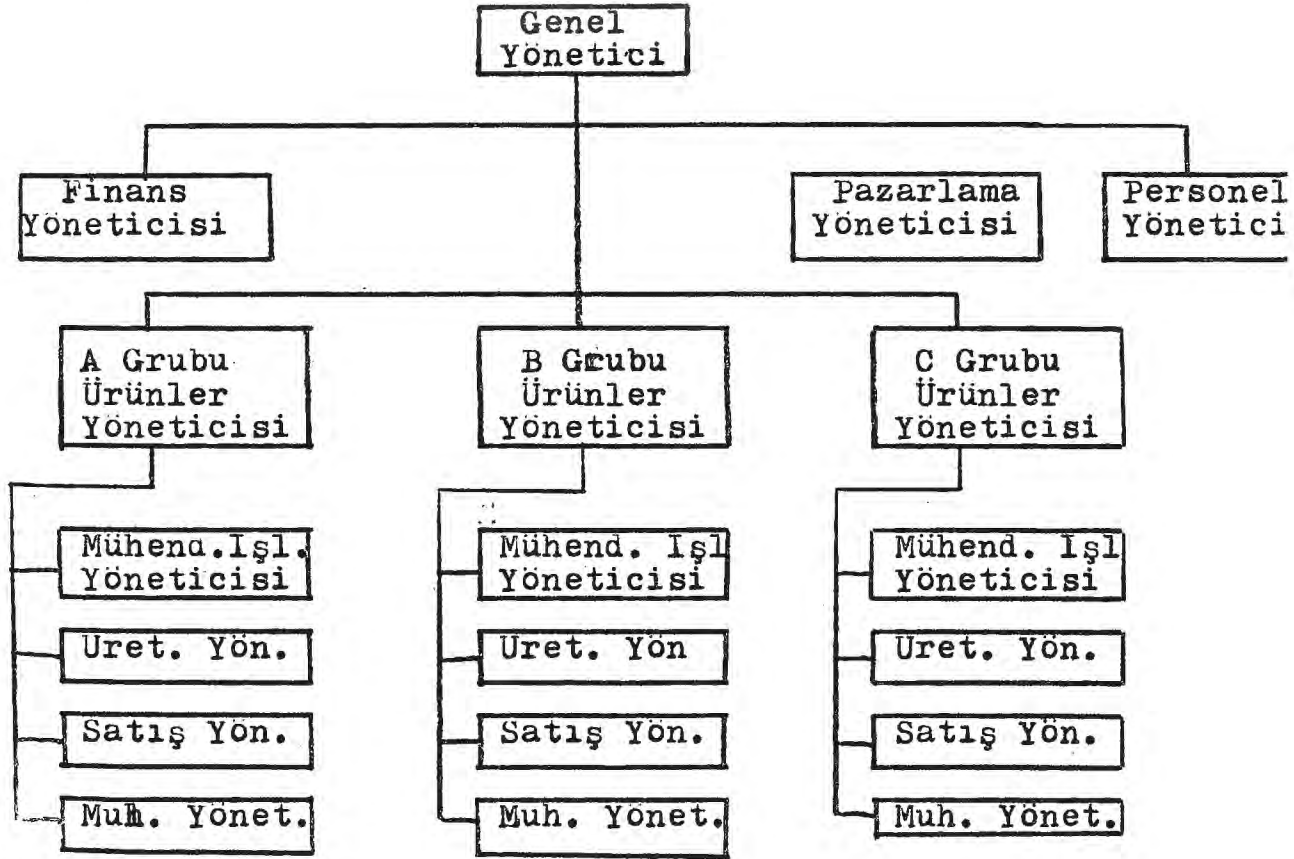 Genel
Yönetici
Finans
Yöneticisi
Pazarlama
Yöneticisi
Personel
Yönetici
A Grubu
Ürünler
Yöneticisi
B Grubu
Ürünler
Yöneticisi
C Grubu
Ürünler
Yöneticisi
Mühend.Işl.
Yöneticisi
Uret. Yön.
Satış Yön.
Muh. Yönet.
Mühend. Işl
Yöneticisi
Uret. Yön
Satış Yön.
Muh. Yönet.
Mühend. Işl
Yöneticisi
Uret. Yön.
Satış Yön.
Muh. Yönet.